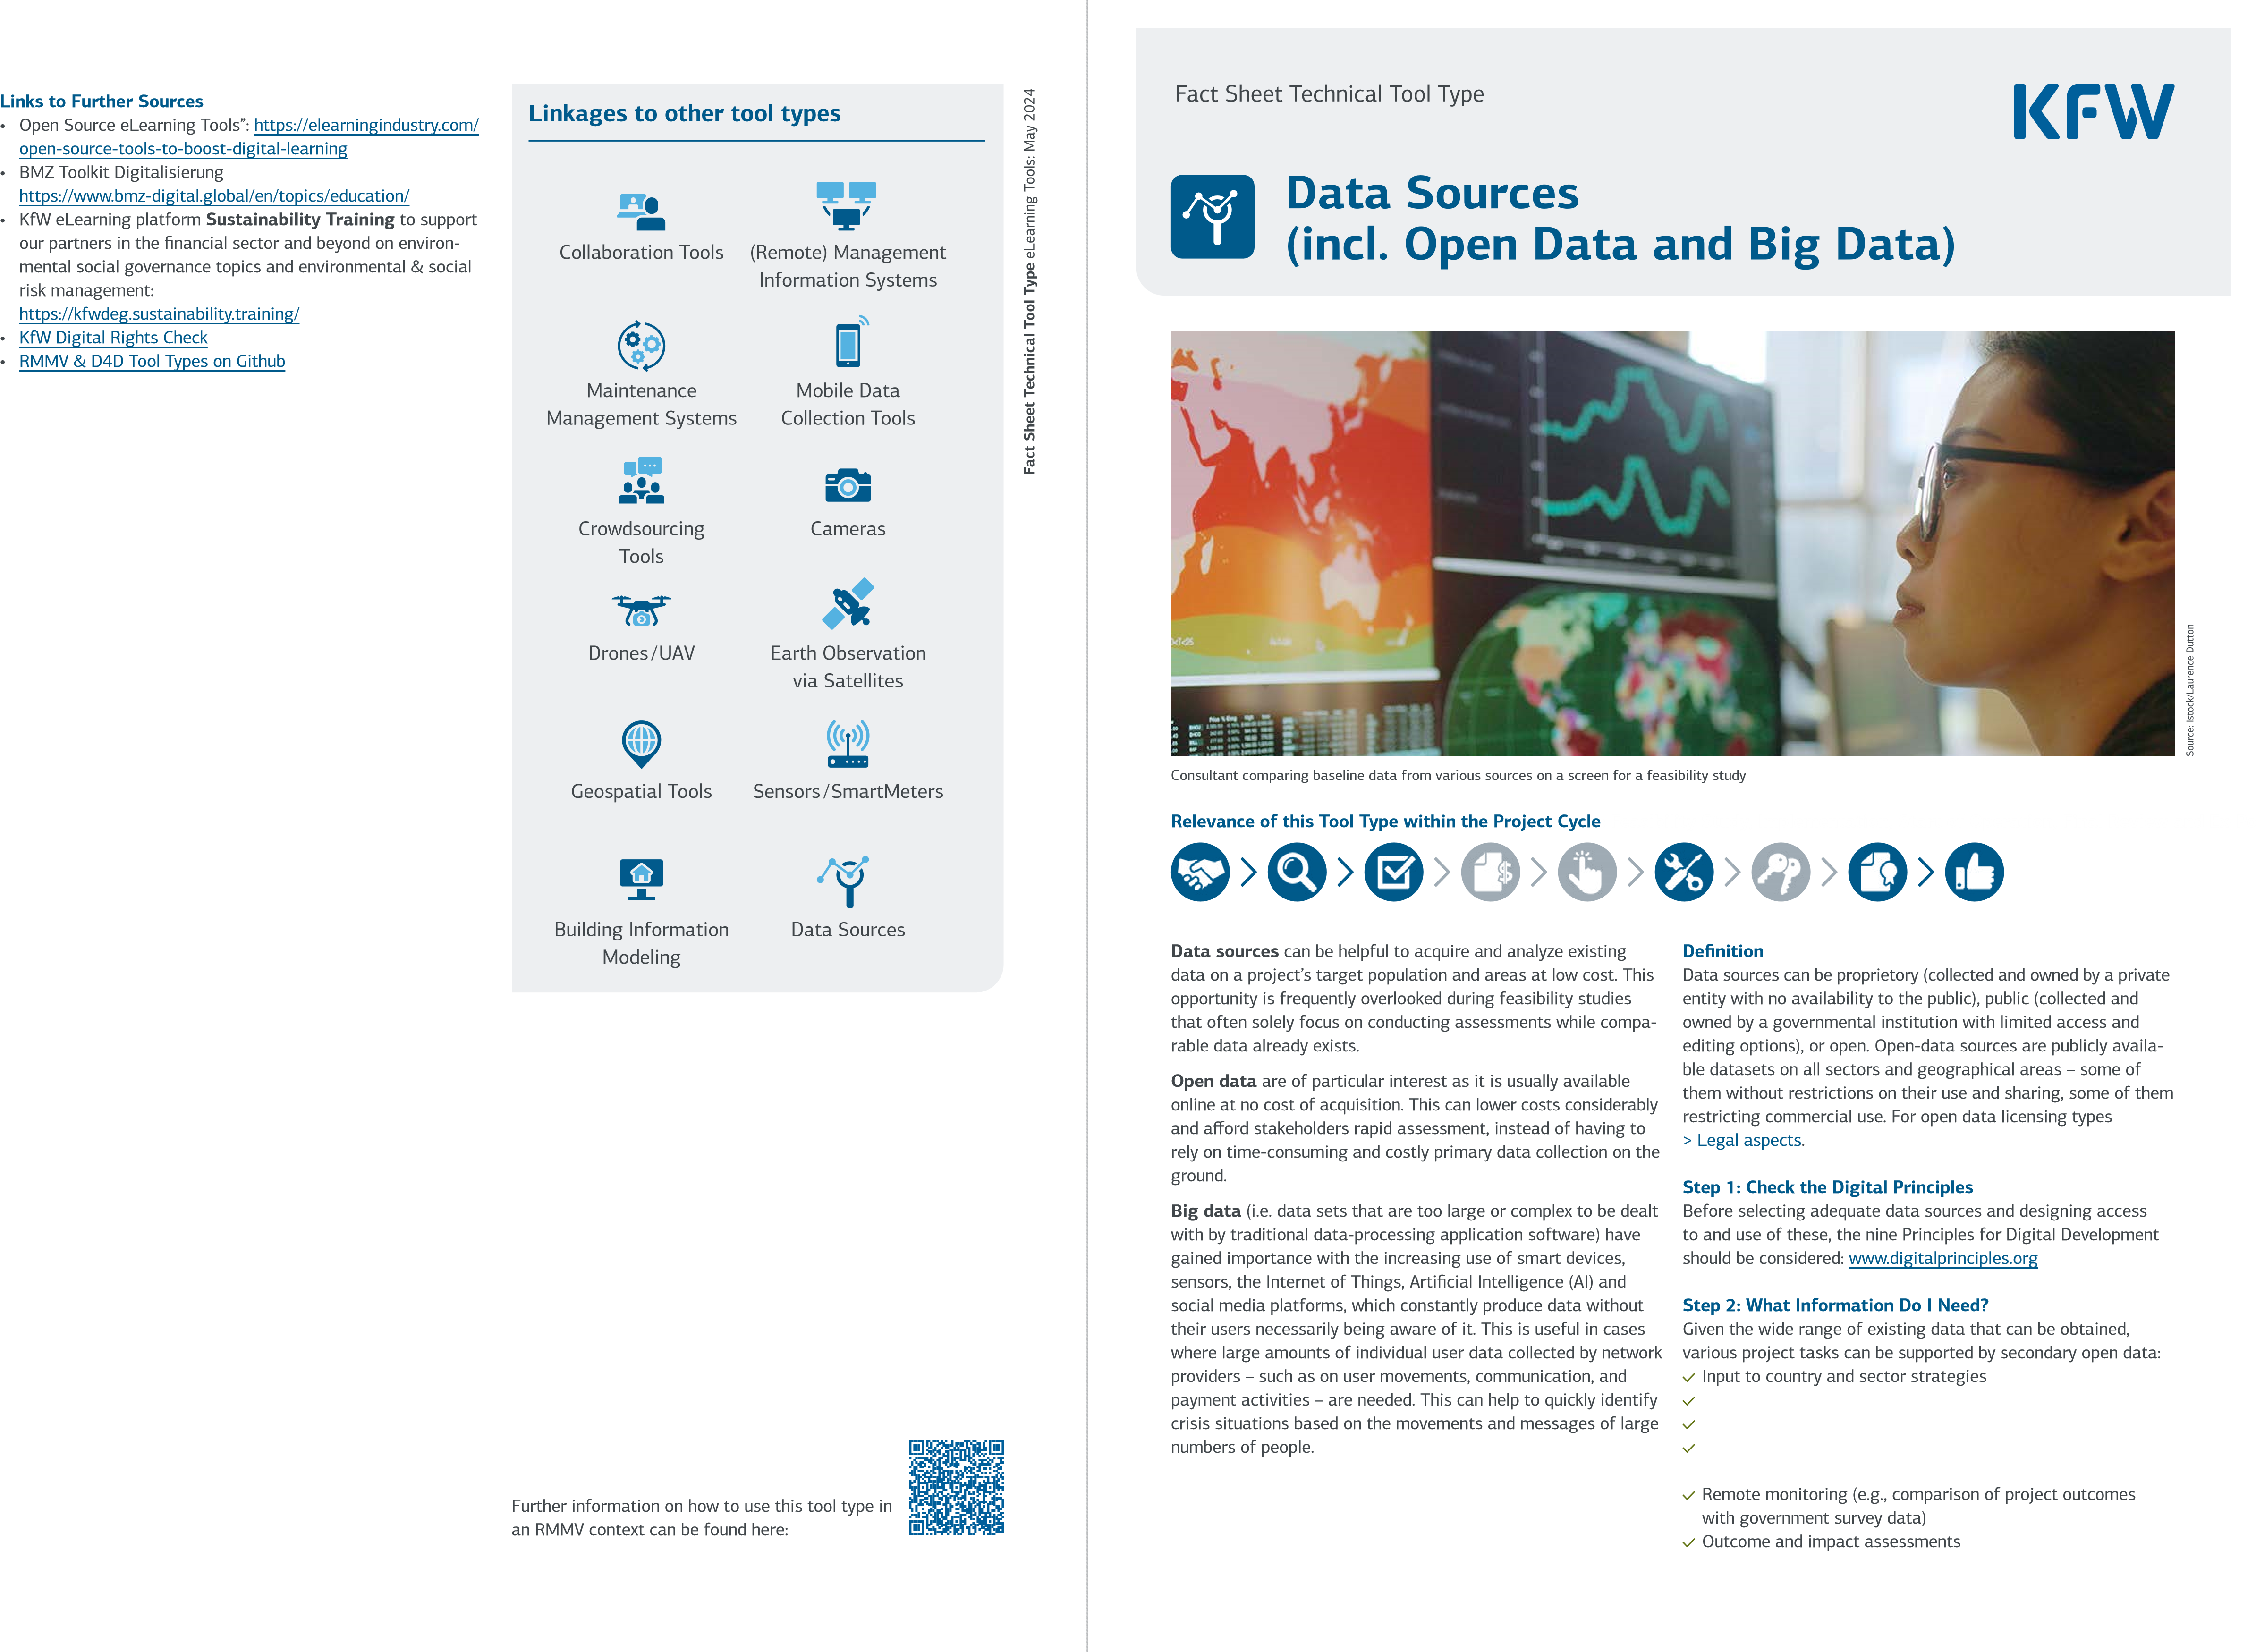 Links to Further Sources
• Open Source eLearning Tools”: https://elearningindustry.com/
open-source-tools-to-boost-digital-learning
• BMZ Toolkit Digitalisierung
https://www.bmz-digital.global/en/topics/education/
• KfW eLearning platform Sustainability Training to support
our partners in the financial sector and beyond on environ-
mental social governance topics and environmental & social
risk management:
https://kfwdeg.sustainability.training/
• KfW Digital Rights Check
• RMMV & D4D Tool Types on Github
Linkages to other tool types
Collaboration Tools
(Remote) Management
Information Systems
Maintenance
Management Systems
Mobile Data
Collection Tools
Crowdsourcing
Tools
Cameras
Drones/UAV
Earth Observation
via Satellites
Geospatial Tools
Sensors/SmartMeters
Building Information
Modeling
Data Sources
Further information on how to use this tool type in
an RMMV context can be found here:
Fact Sheet Technical Tool Type eLearning Tools: May 2024
Fact Sheet Technical Tool Type
KFW
Data Sources
(incl. Open Data and Big Data)
Source: istock/Laurence Dutton
Consultant comparing baseline data from various sources on a screen for a feasibility study
Relevance of this Tool Type within the Project Cycle
Data sources can be helpful to acquire and analyze existing
data on a project’s target population and areas at low cost. This
opportunity is frequently overlooked during feasibility studies
that often solely focus on conducting assessments while compa-
rable data already exists.
Open data are of particular interest as it is usually available
online at no cost of acquisition. This can lower costs considerably
and afford stakeholders rapid assessment, instead of having to
rely on time-consuming and costly primary data collection on the
ground.
Big data (i.e. data sets that are too large or complex to be dealt
with by traditional data-processing application software) have
gained importance with the increasing use of smart devices,
sensors, the Internet of Things, Artificial Intelligence (AI) and
social media platforms, which constantly produce data without
their users necessarily being aware of it. This is useful in cases
where large amounts of individual user data collected by network
providers – such as on user movements, communication, and
payment activities – are needed. This can help to quickly identify
crisis situations based on the movements and messages of large
numbers of people.
Definition
Data sources can be proprietory (collected and owned by a private
entity with no availability to the public), public (collected and
owned by a governmental institution with limited access and
editing options), or open. Open-data sources are publicly availa-
ble datasets on all sectors and geographical areas – some of
them without restrictions on their use and sharing, some of them
restricting commercial use. For open data licensing types
> Legal aspects.
Step 1: Check the Digital Principles
Before selecting adequate data sources and designing access
to and use of these, the nine Principles for Digital Development
should be considered: www.digitalprinciples.org
Step 2: What Information Do I Need?
Given the wide range of existing data that can be obtained,
various project tasks can be supported by secondary open data:
✓ Input to country and sector strategies
✓
✓
✓
✓ Remote monitoring (e.g., comparison of project outcomes
with government survey data)
✓ Outcome and impact assessments